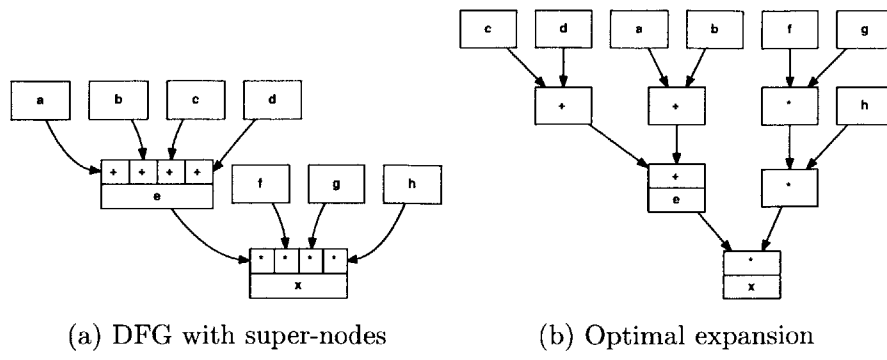 c d a b f g
a b c d
+ + * h
+ + + +
e
f g h
+
e
*
* * * *
x
*
x
(a) DFG with super-nodes
(b) Optimal expansion